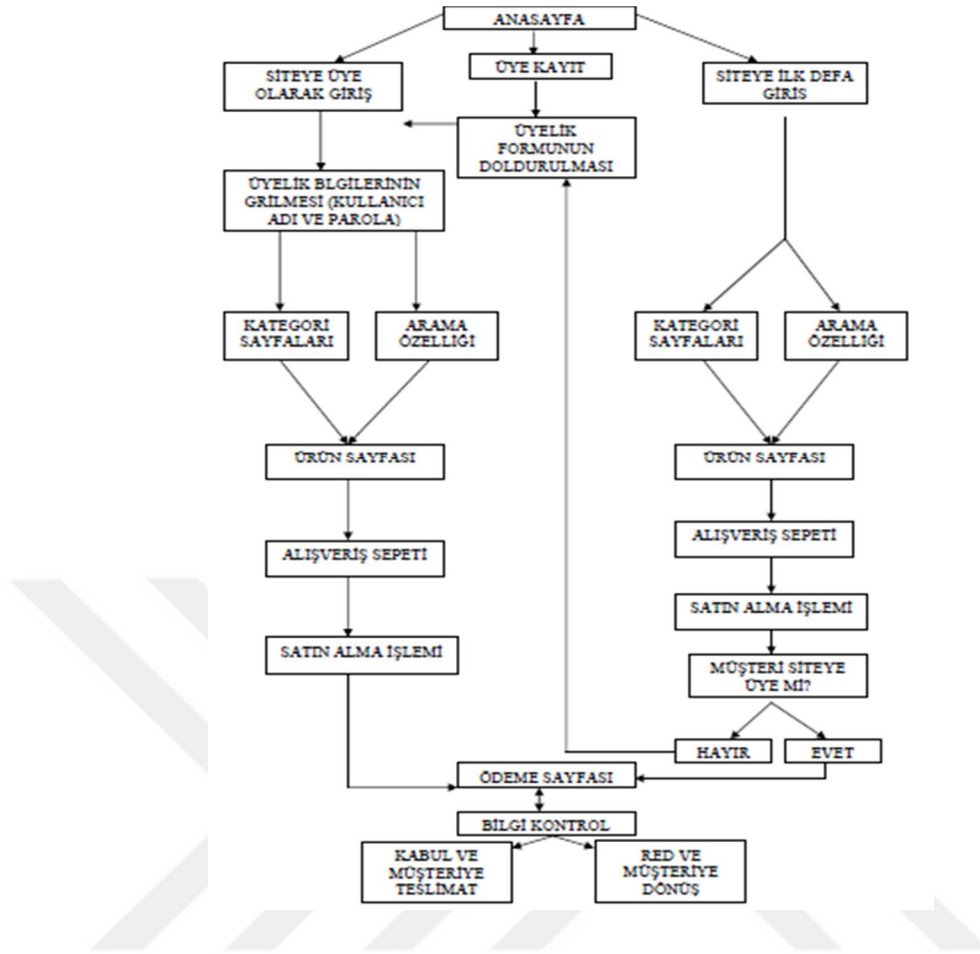 ANASAYFA
SİTEYE ÜYE
OLARAK GİRİŞ
ÜYE KAYIT
SİTEYE İLK DEFA
GİRİS
ÜYELİK
FORMUNUN
DOLDURULMASI
ÜYELİK BLGİLERİNİN
GRİLMESİ (KULLANICI
ADI VE PAROLA)
KATEGORİ
SAYFALARI
ARAMA
ÖZELLİĞİ
KATEGORİ
SAYFALARI
ARAMA
ÖZELLİĞİ
ÜRÜN SAYFASI
ÜRÜN SAYFASI
ALIŞVERİŞ SEPETİ
ALIŞVERİŞ SEPETİ
SATIN ALMA İŞLEMİ
SATIN ALMA İŞLEMİ
MÜŞTERİ SİTEYE
ÜYE Mİ?
HAYIR
EVET
ÖDEME SAYFASI
BİLGİ KONTROL
KABUL VE
MÜŞTERİYE
TESLİMAT
RED VE
MÜŞTERİYE
DÖNÜŞ